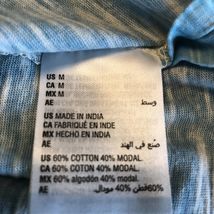 US M
CA M
MX M
AE وسط
US MADE IN INDIA
CA FABRIQUÉ EN INDE
MX HECHO EN INDIA
AE صنع في الهند
US 60% COTTON 40% MODAL.
CA 60% COTON 40% MODAL.
MX 60% algodón 40% modal.
AE 60% قطن 40% مودال.